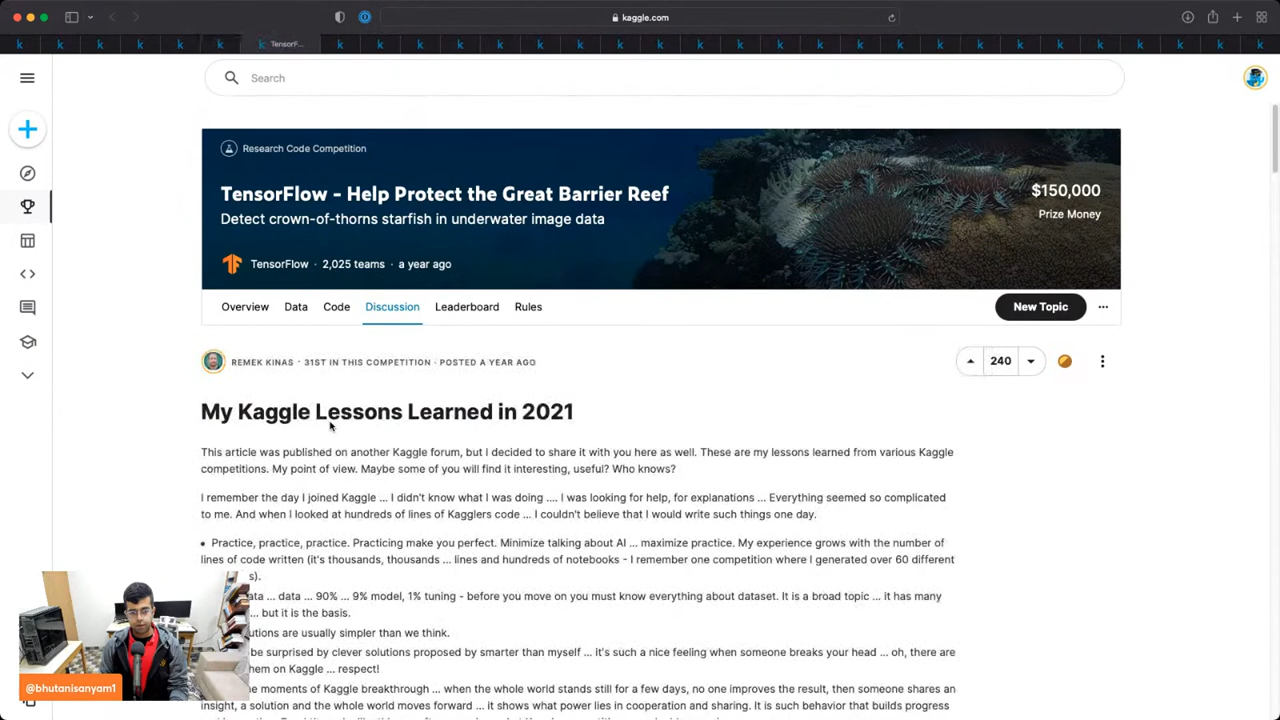 kaggle.com
TensorF...
Search
Research Code Competition
TensorFlow - Help Protect the Great Barrier Reef
Detect crown-of-thorns starfish in underwater image data
$150,000
Prize Money
TensorFlow · 2,025 teams · a year ago
Overview Data Code Discussion Leaderboard Rules
New Topic
REMEK KINAS · 31ST IN THIS COMPETITION · POSTED A YEAR AGO
240
My Kaggle Lessons Learned in 2021
This article was published on another Kaggle forum, but I decided to share it with you here as well. These are my lessons learned from various Kaggle
competitions. My point of view. Maybe some of you will find it interesting, useful? Who knows?
I remember the day I joined Kaggle ... I didn't know what I was doing .... I was looking for help, for explanations ... Everything seemed so complicated
to me. And when I looked at hundreds of lines of Kagglers code ... I couldn't believe that I would write such things one day.
• Practice, practice, practice. Practicing make you perfect. Minimize talking about AI ... maximize practice. My experience grows with the number of
lines of code written (it's thousands, thousands ... lines and hundreds of notebooks - I remember one competition where I generated over 60 different
s).
... data ... 90% ... 9% model, 1% tuning - before you move on you must know everything about dataset. It is a broad topic ... it has many
... but it is the basis.
are usually simpler than we think.
be surprised by clever solutions proposed by smarter than myself ... it's such a nice feeling when someone breaks your head ... oh, there are
on Kaggle ... respect!
moments of Kaggle breakthrough ... when the whole world stands still for a few days, no one improves the result, then someone shares an
insight, a solution and the whole world moves forward ... it shows what power lies in cooperation and sharing. It is such behavior that builds progress
@bhutanisanyam1